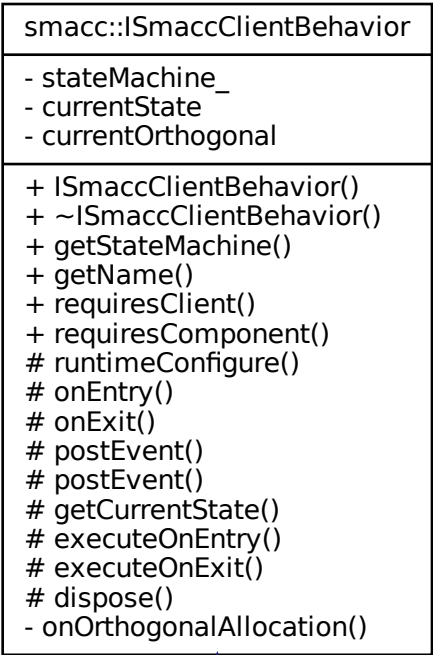 smacc::ISmaccClientBehavior
- stateMachine_
- currentState
- currentOrthogonal
+ ISmaccClientBehavior()
+ ~ISmaccClientBehavior()
+ getStateMachine()
+ getName()
+ requiresClient()
+ requiresComponent()
# runtimeConfigure()
# onEntry()
# onExit()
# postEvent()
# postEvent()
# getCurrentState()
# executeOnEntry()
# executeOnExit()
# dispose()
- onOrthogonalAllocation()